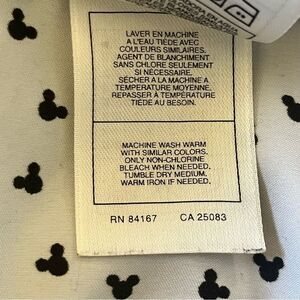 LAVER EN MACHINE
A L'EAU TIÈDE AVEC
COULEURS SIMILAIRES.
AGENT DE BLANCHIMENT
SANS CHLORE SEULEMENT
SI NÉCESSAIRE.
SÉCHER À LA MACHINE A
TEMPERATURE MOYENNE.
REPASSER À TEMPÉRATURE
TIÈDE AU BESOIN.
MACHINE WASH WARM
WITH SIMILAR COLORS.
ONLY NON-CHLORINE
BLEACH WHEN NEEDED.
TUMBLE DRY MEDIUM.
WARM IRON IF NEEDED.
RN 84167 CA 25083